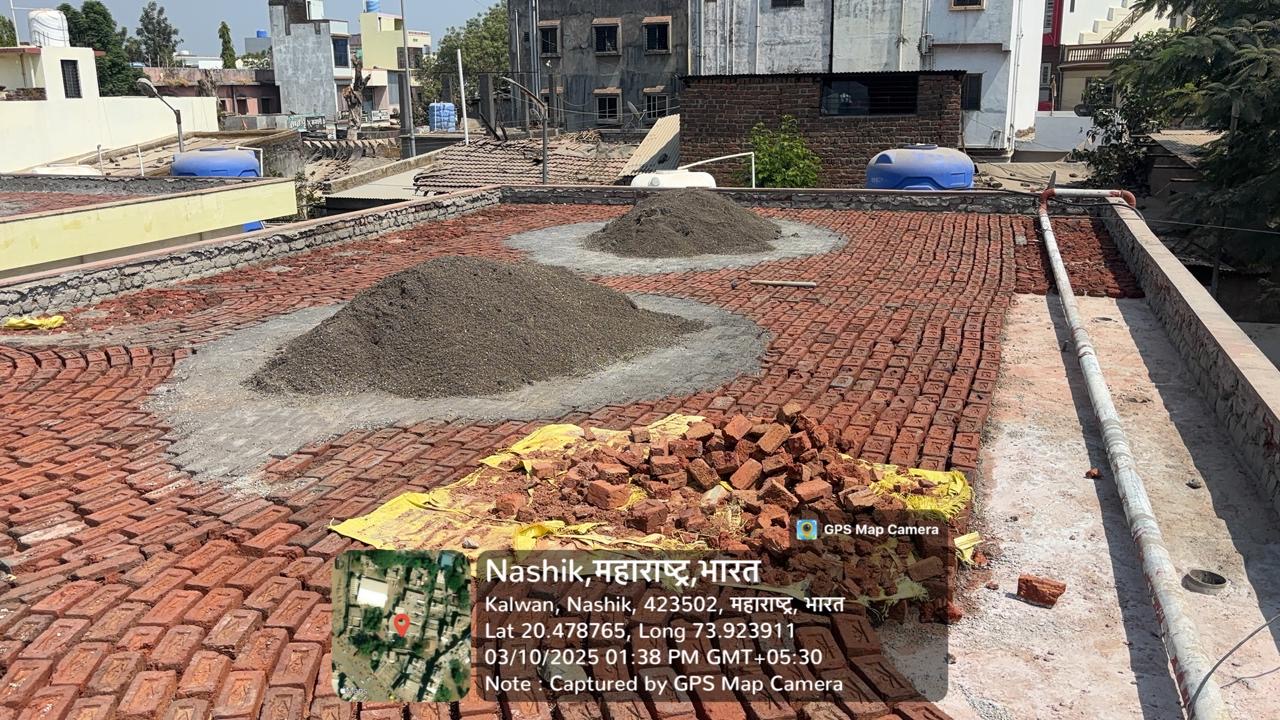 GPS Map Camera
Nashik,महाराष्ट्र,भारत
Kalwan, Nashik, 423502, महाराष्ट्र, भारत
Lat 20.478765, Long 73.923911
03/10/2025 01:38 PM GMT+05:30
Note : Captured by GPS Map Camera